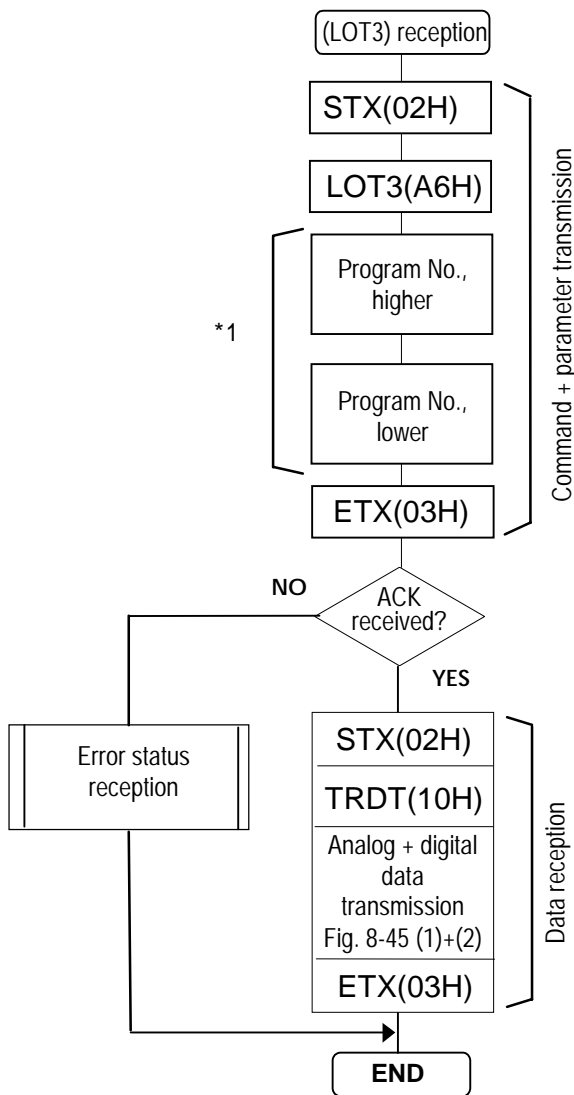 (LOT3) reception
STX(02H)
LOT3(A6H)
Program No.,
higher
*1
Program No.,
lower
ETX(03H)
Command + parameter transmission
NO
ACK
received?
YES
Error status
reception
STX(02H)
TRDT(10H)
Analog + digital
data
transmission
Fig. 8-45 (1)+(2)
ETX(03H)
Data reception
END